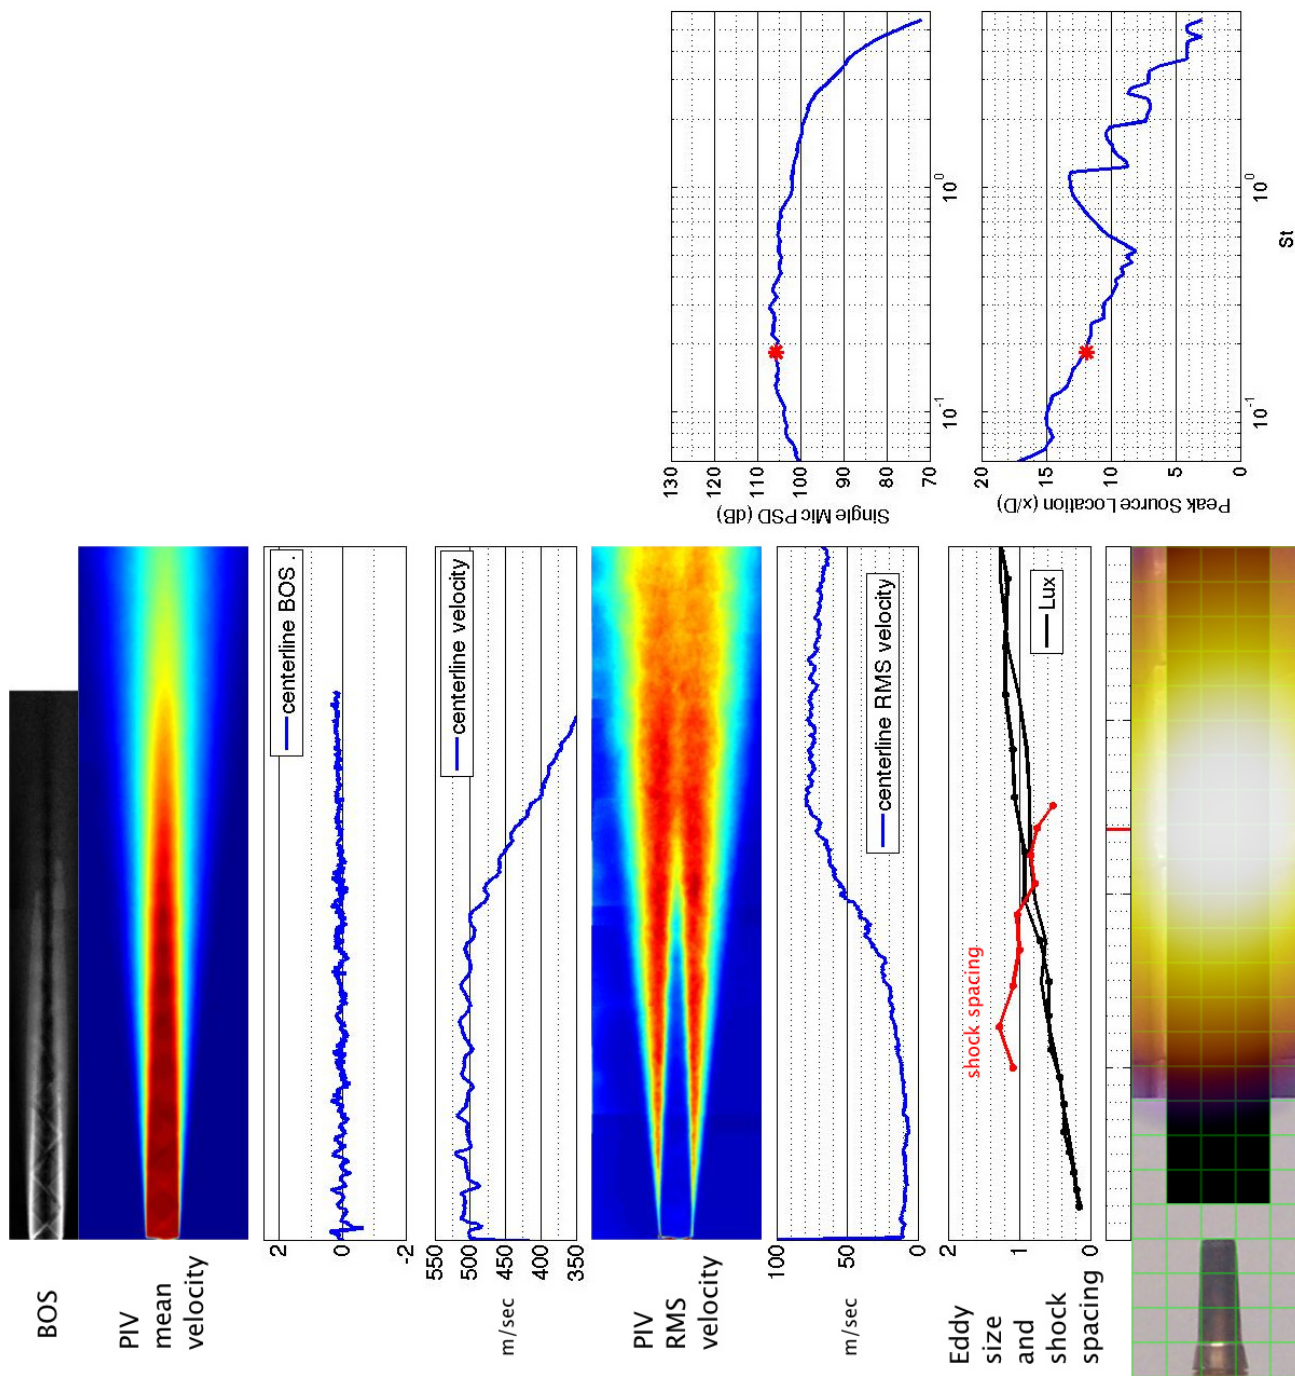 BOS
PIV
mean
velocity
centerline BOS.
2
0
-2
centerline velocity
550
500
450
400
350
m/sec
PIV
RMS
velocity
centerline RMS velocity
100
50
0
m/sec
Eddy
size
and
shock
spacing
2
1
0
shock spacing
Lux
130
120
110
100
90
80
70
Single Mic PSD (dB)
10-1
100
20
15
10
5
0
Peak Source Location (x/D)
10-1
100
St